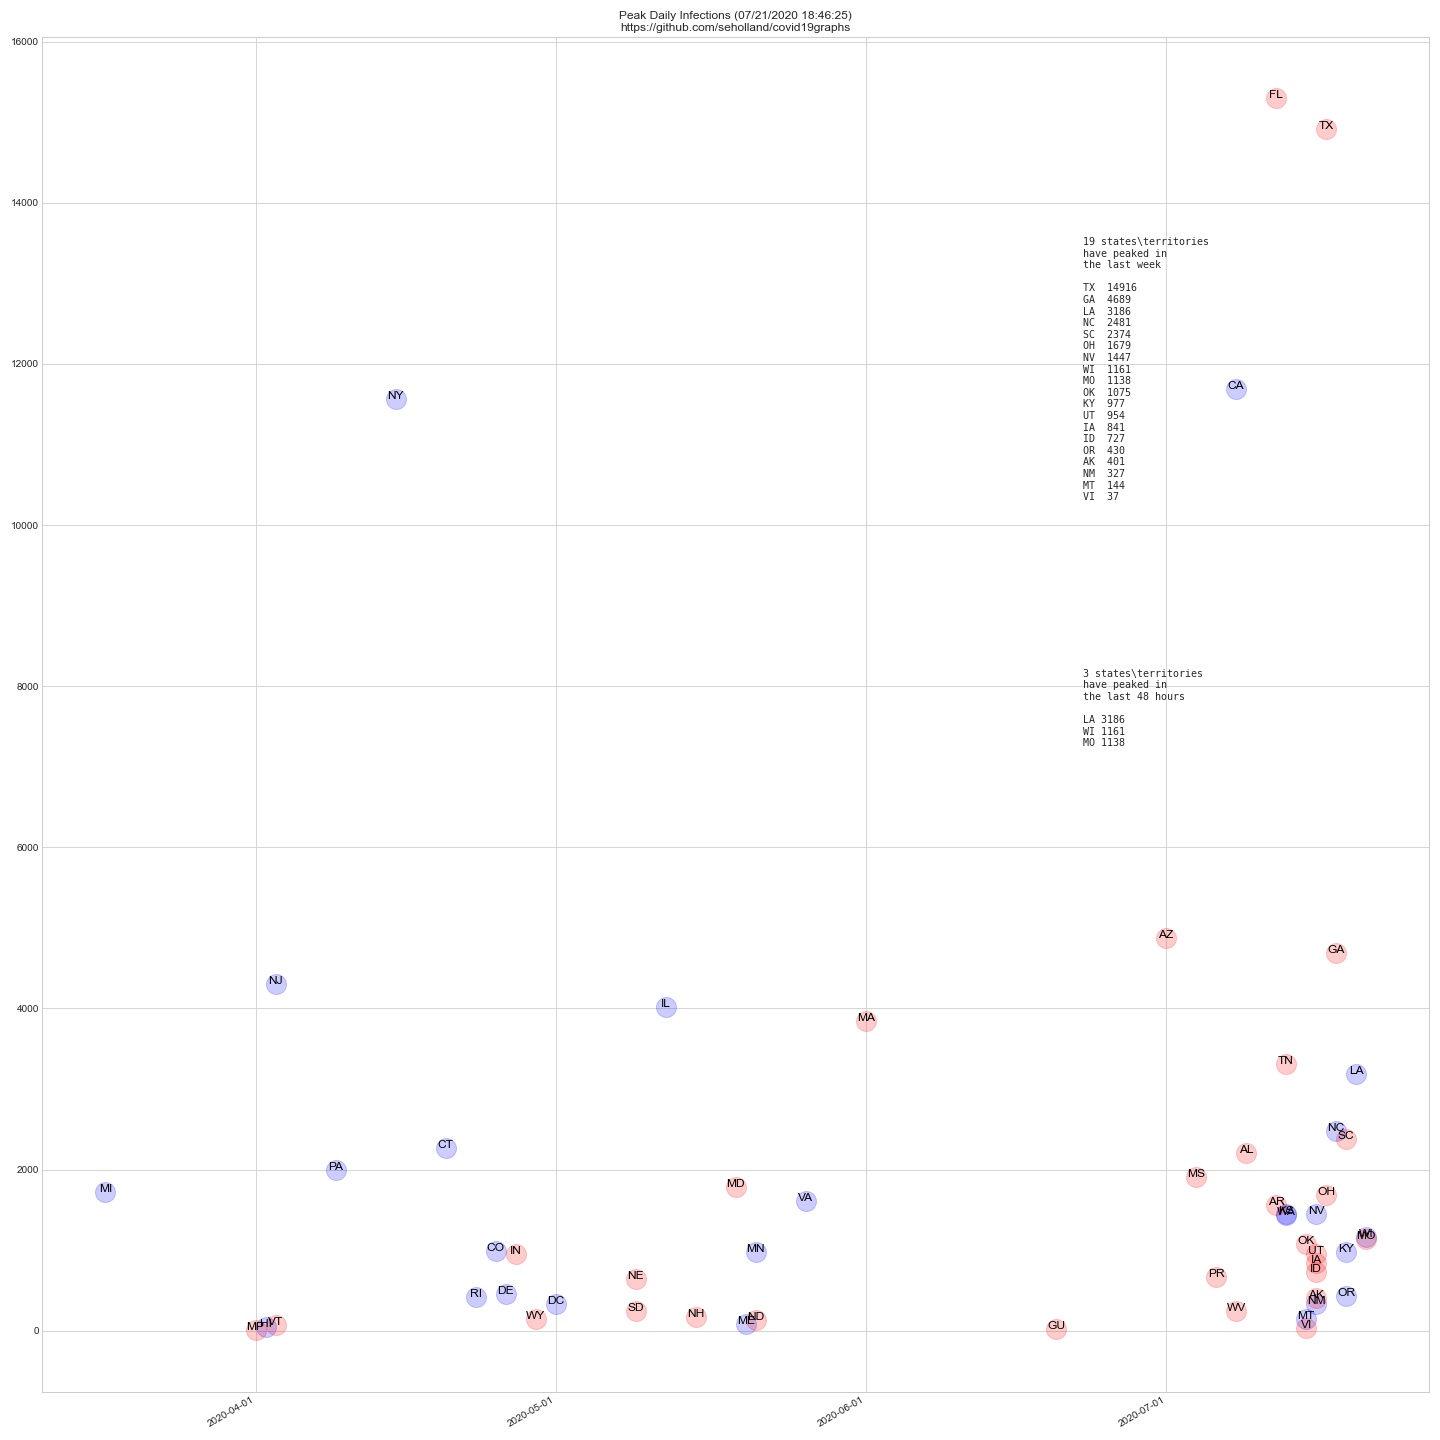 Peak Daily Infections (07/21/2020 18:46:25)
https://github.com/seholland/covid19graphs
16000
FL
TX
14000
19 states\territories
have peaked in
the last week
TX 14916
GA 4689
LA 3186
NC 2481
SC 2374
OH 1679
NV 1447
WI 1161
MO 1138
OK 1075
KY 977
UT 954
IA 841
ID 727
OR 430
AK 401
NM 327
MT 144
VI 37
12000
NY
CA
10000
8000
3 states\territories
have peaked in
the last 48 hours
LA 3186
WI 1161
MO 1138
6000
AZ
GA
NJ
4000
IL
MA
TN
LA
NC
SC
CT
AL
2000
PA
MS
MI
MD
OH
VA
AR
KS
WA
NV
WI
MO
OK
CO
IN
MN
UT
KY
IA
ID
NE
PR
RI
DE
DC
AK
OR
NM
SD
WV
WY
NH
ME
ND
MT
VI
MP
HI
VT
GU
0
2020-04-01
2020-05-01
2020-06-01
2020-07-01